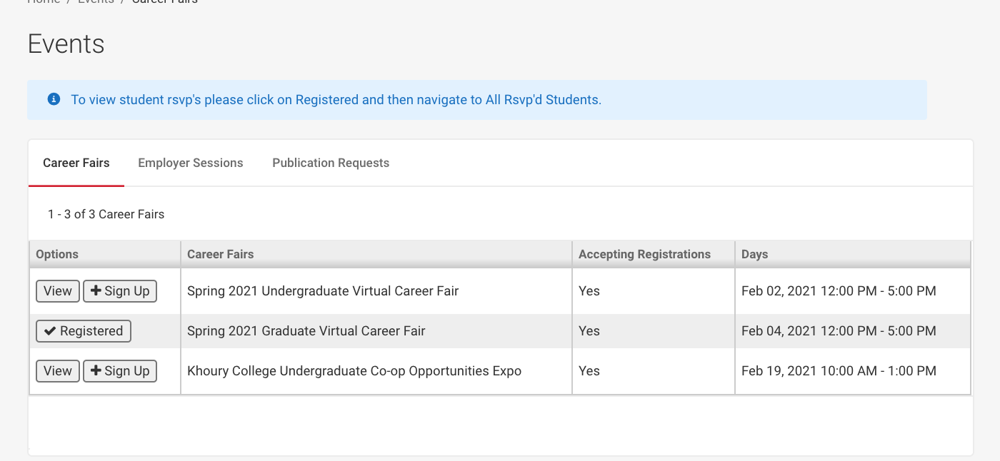 Home / Events / Career Fairs
Events
To view student rsvp's please click on Registered and then navigate to All Rsvp'd Students.
Career Fairs Employer Sessions Publication Requests
1 - 3 of 3 Career Fairs
Options Career Fairs Accepting Registrations Days
View Sign Up Spring 2021 Undergraduate Virtual Career Fair Yes Feb 02, 2021 12:00 PM - 5:00 PM
Registered Spring 2021 Graduate Virtual Career Fair Yes Feb 04, 2021 12:00 PM - 5:00 PM
View Sign Up Khoury College Undergraduate Co-op Opportunities Expo Yes Feb 19, 2021 10:00 AM - 1:00 PM